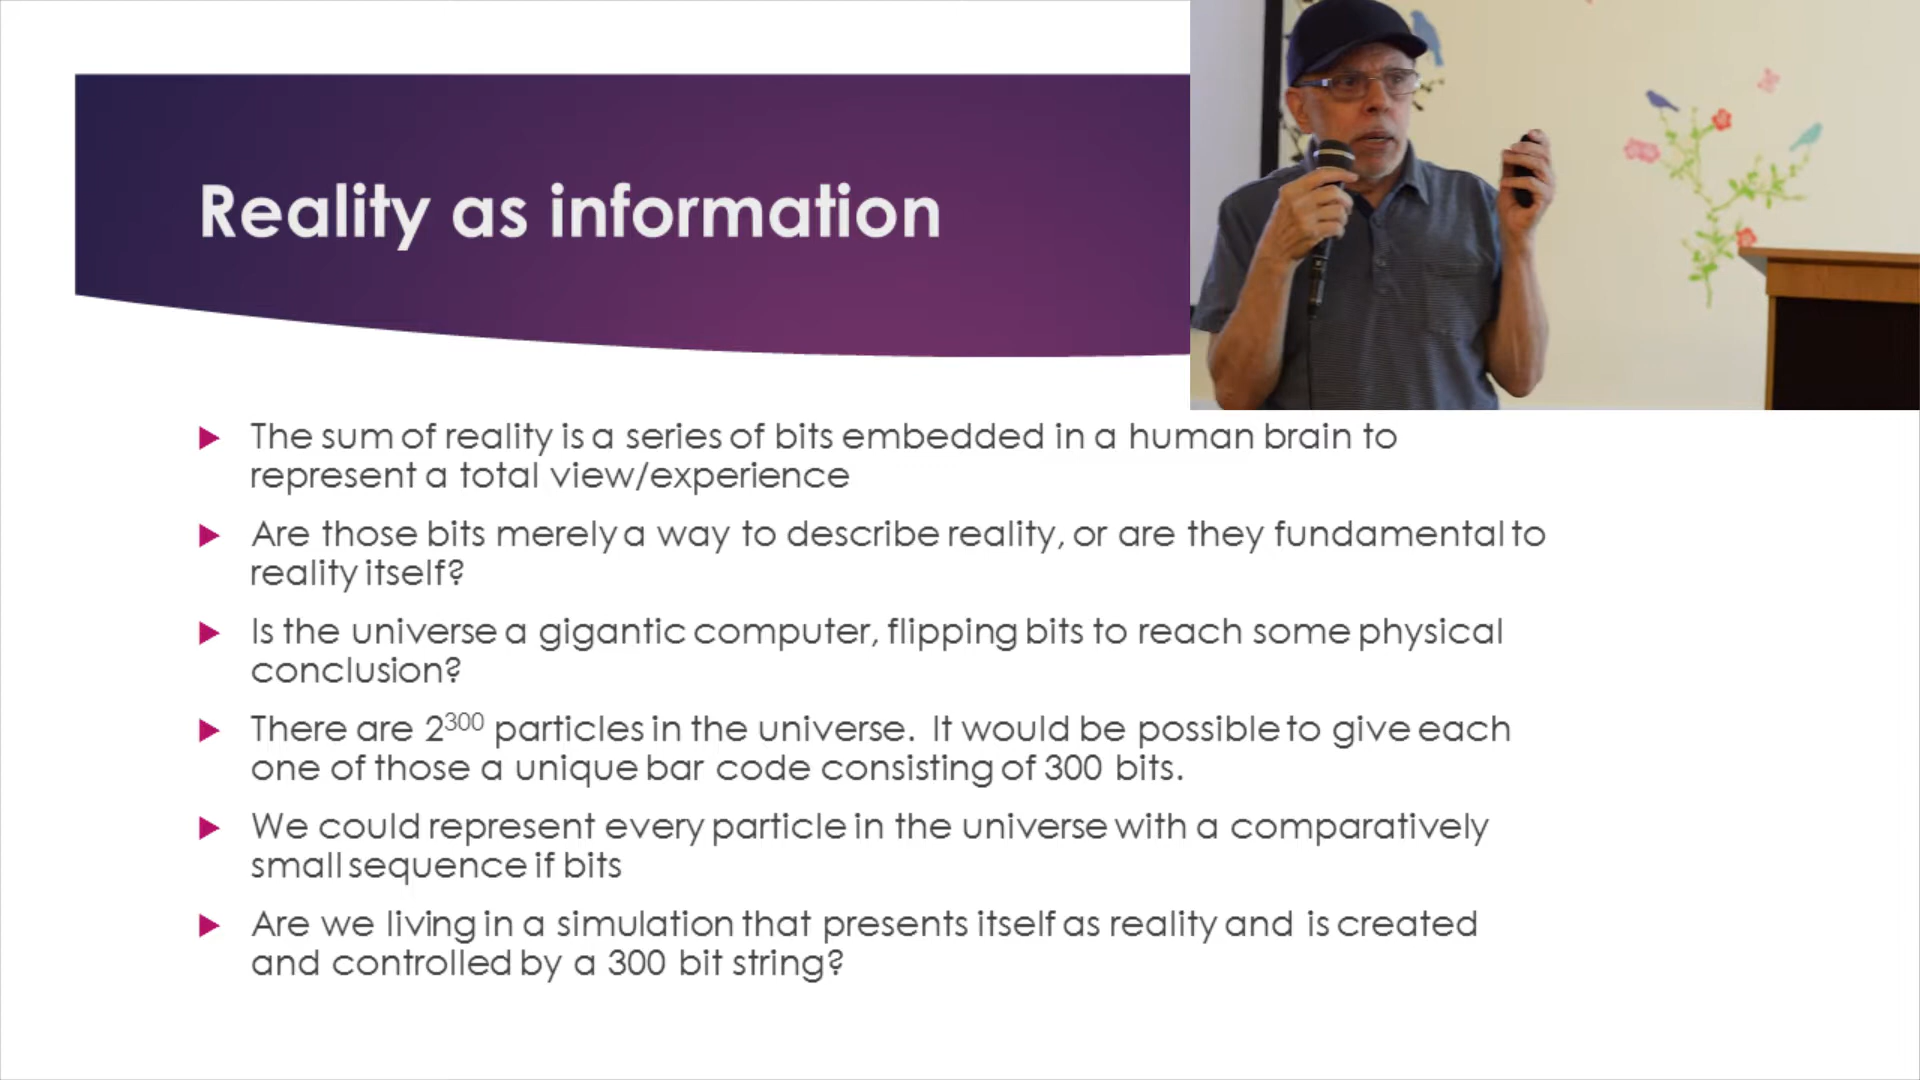 Reality as information
The sum of reality is a series of bits embedded in a human brain to
represent a total view/experience
Are those bits merely a way to describe reality, or are they fundamental to
reality itself?
Is the universe a gigantic computer, flipping bits to reach some physical
conclusion?
There are 2³⁰⁰ particles in the universe. It would be possible to give each
one of those a unique bar code consisting of 300 bits.
We could represent every particle in the universe with a comparatively
small sequence if bits
Are we living in a simulation that presents itself as reality and is created
and controlled by a 300 bit string?